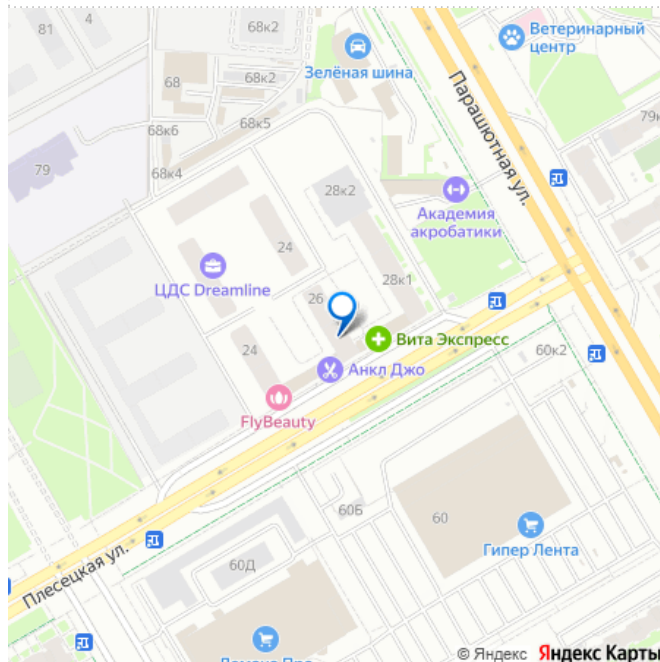 81
4
68к2
Зелёная шина
Ветеринарный
центр
68
68к2
68к6
68к5
Парашютная ул.
79к
79
68к4
28к2
Академия
акробатики
24
ЦДС Dreamline
28к1
26
Вита Экспресс
24
Анкл Джо
60к2
FlyBeauty
60Б
60
Гипер Лента
Плесецкая ул.
60Д
© Яндекс Яндекс Карты